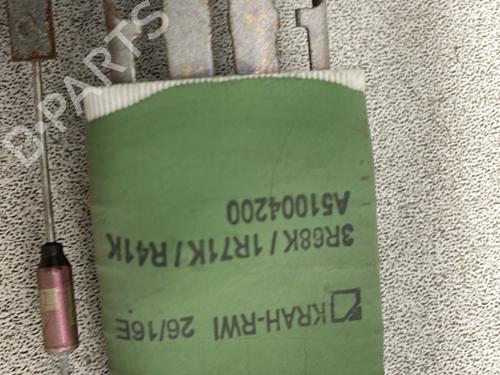 KRAH-RWI 26/16E
3R68K / 1R71K / R41K
A51004200
B-PARTS